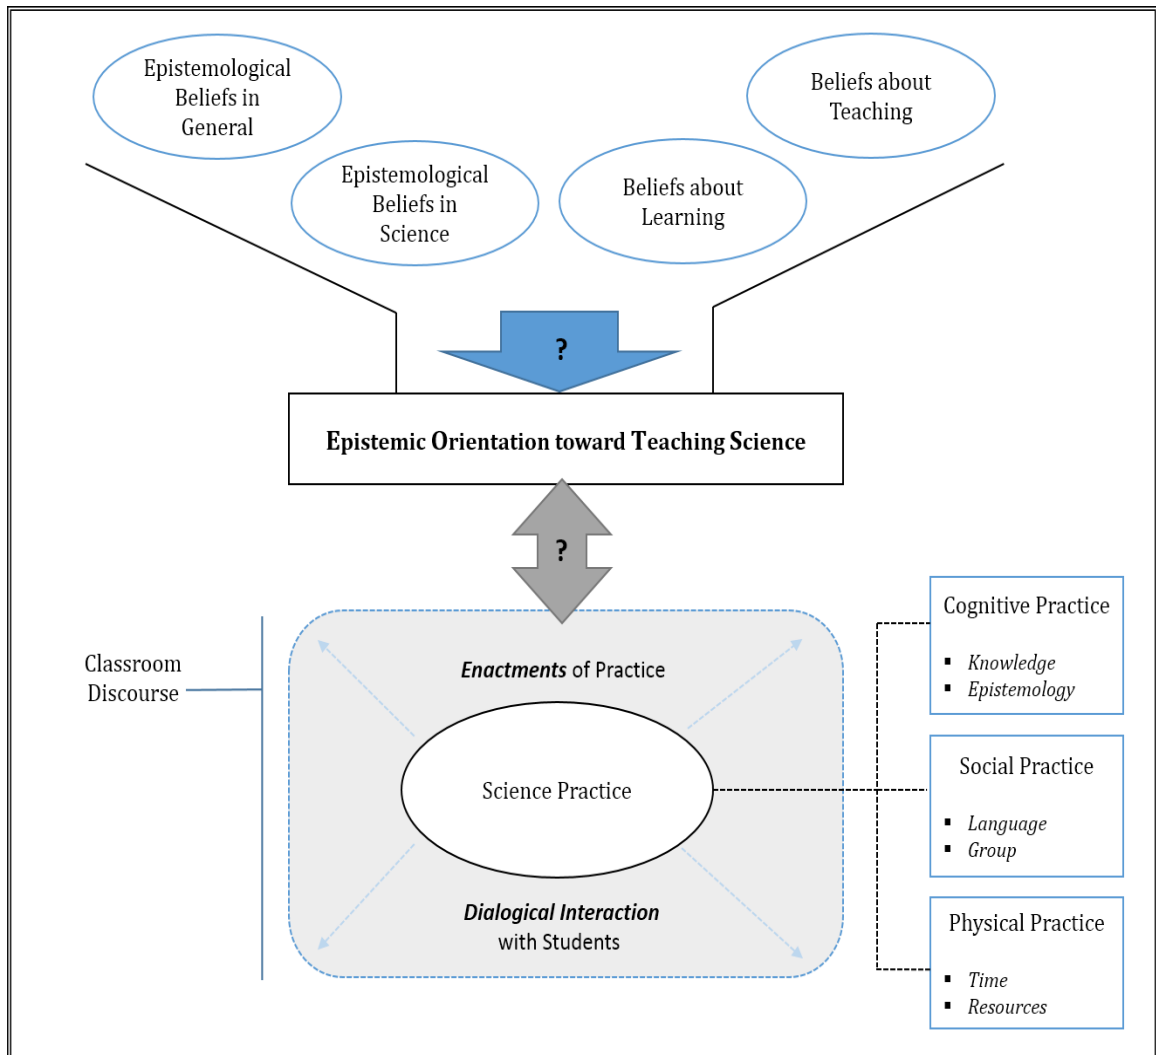 Epistemological
Beliefs in
General
Epistemological
Beliefs in
Science
Beliefs about
Learning
Beliefs about
Teaching
?
Epistemic Orientation toward Teaching Science
?
Classroom
Discourse
Enactments of Practice
Science Practice
Dialogical Interaction
with Students
Cognitive Practice
▪ Knowledge
▪ Epistemology
Social Practice
▪ Language
▪ Group
Physical Practice
▪ Time
▪ Resources